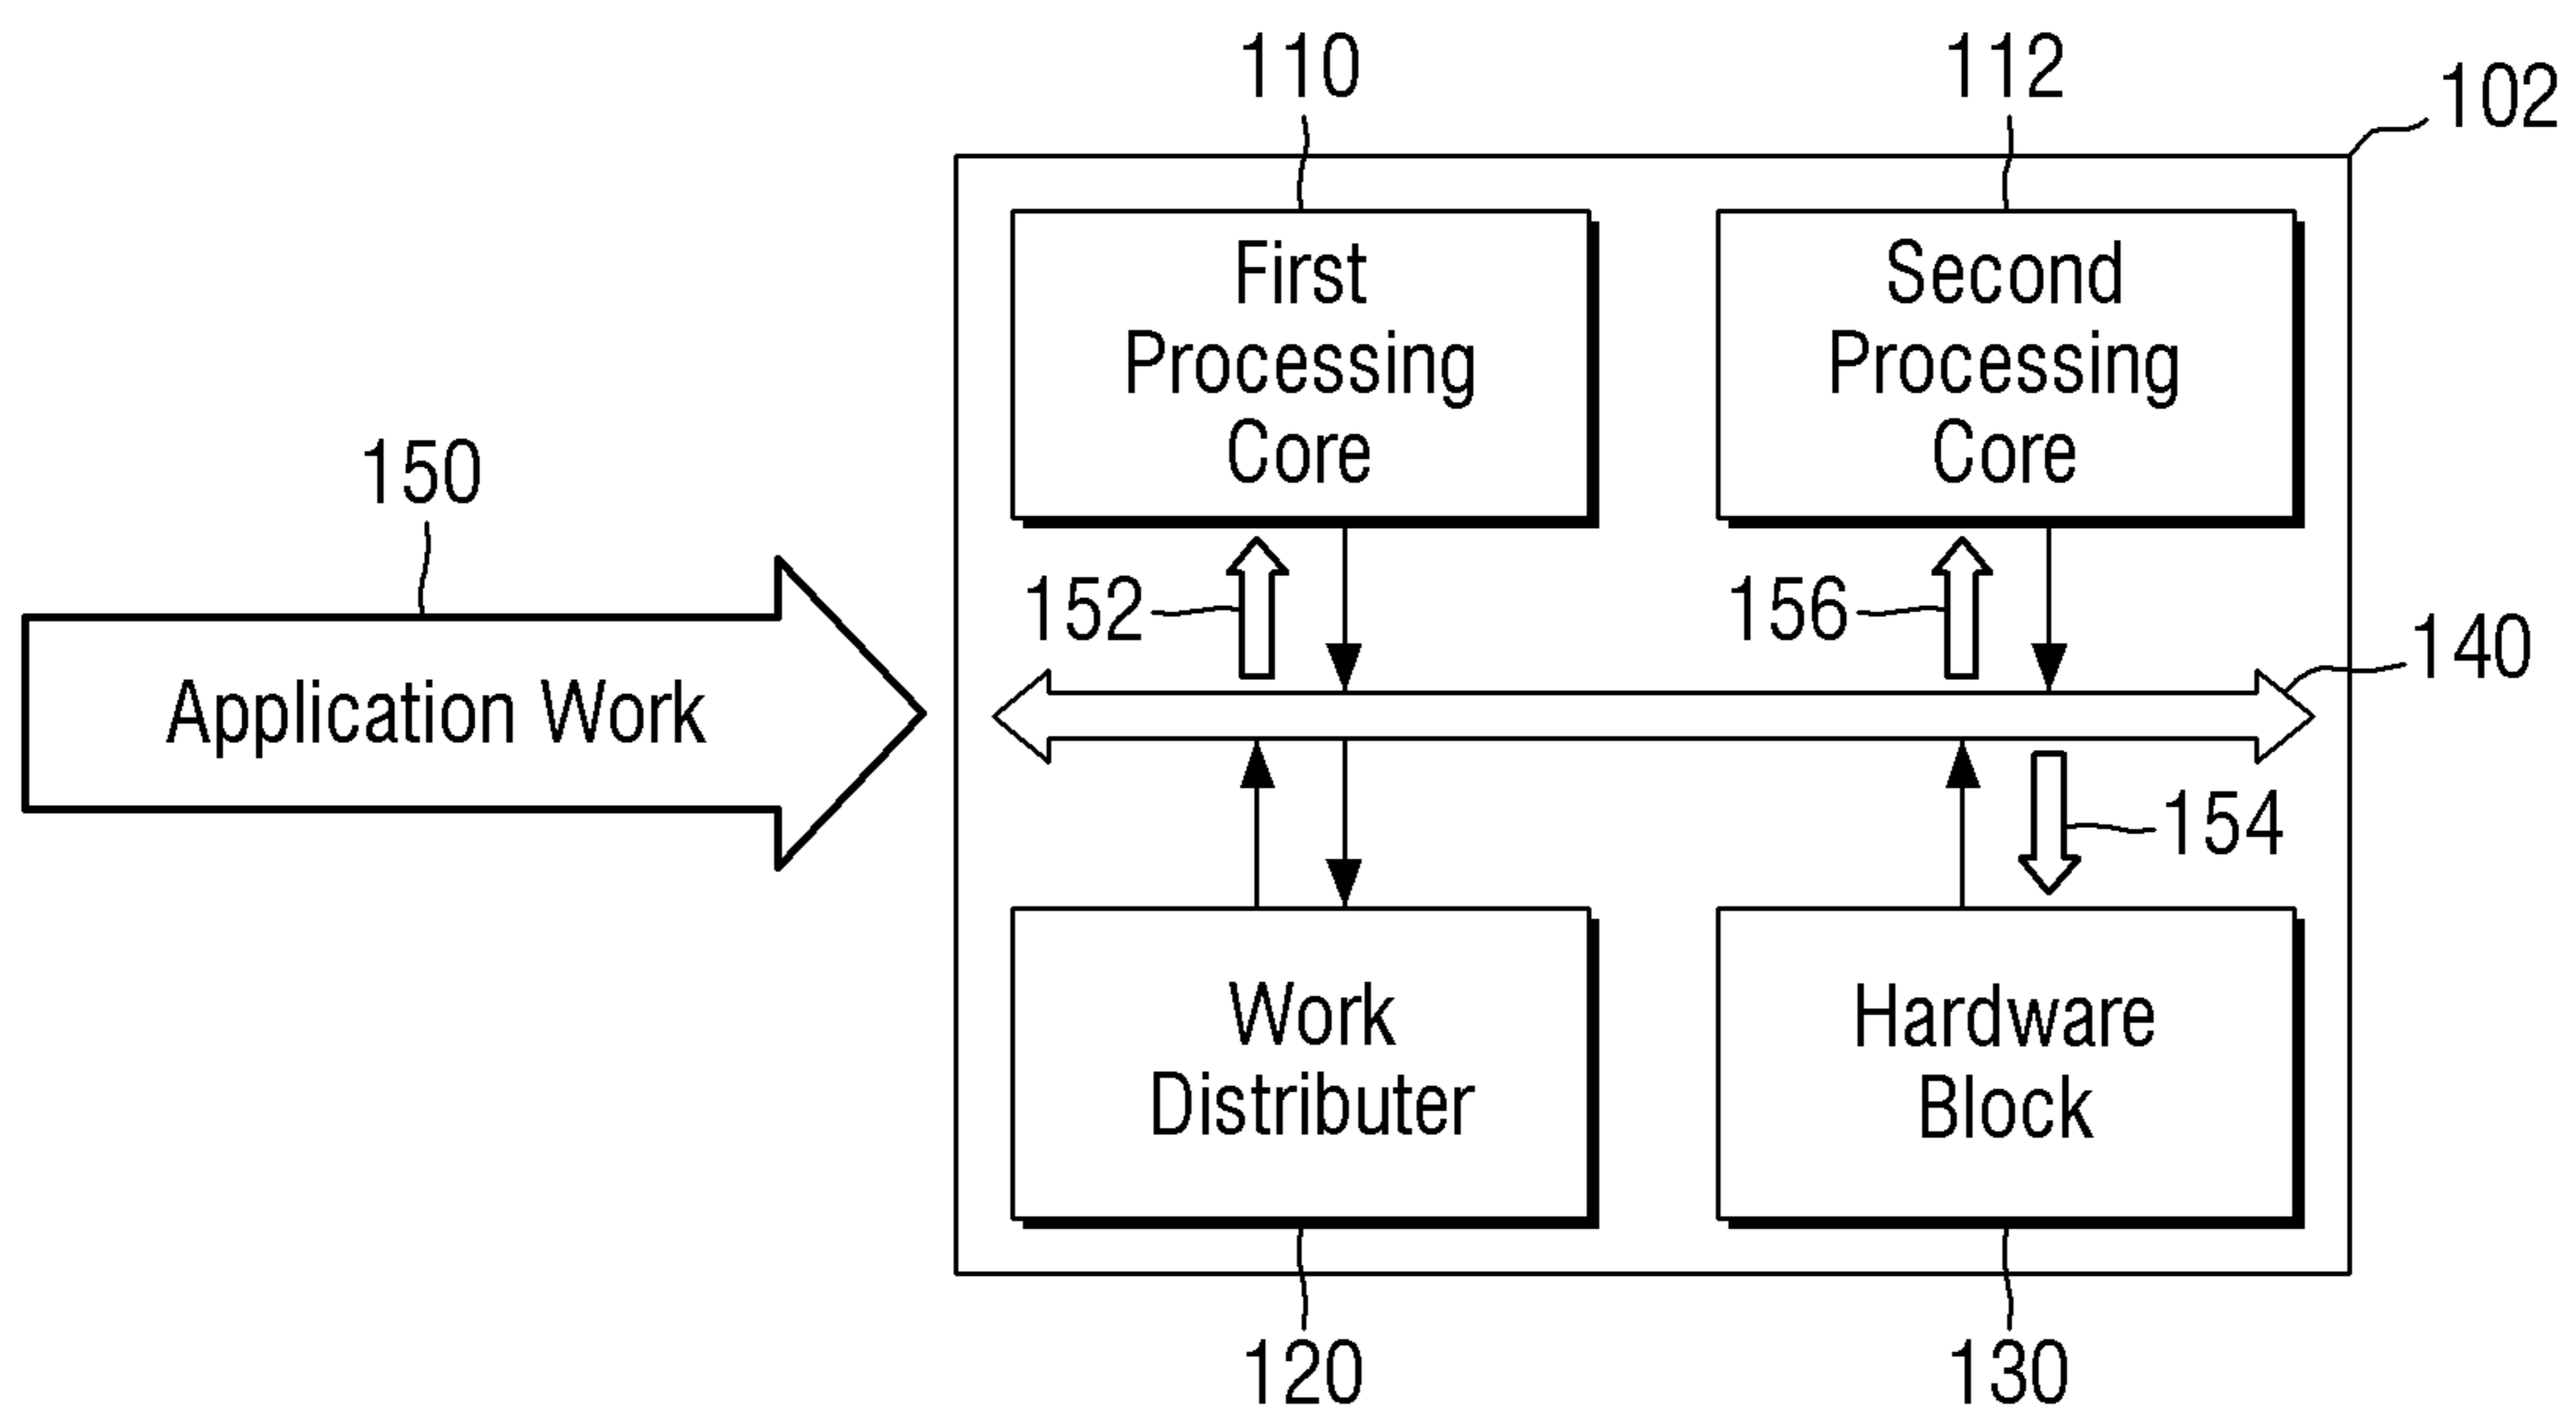 110
112
102
First
Processing
Core
Second
Processing
Core
150
152
156
140
Application Work
154
Work
Distributer
Hardware
Block
120
130